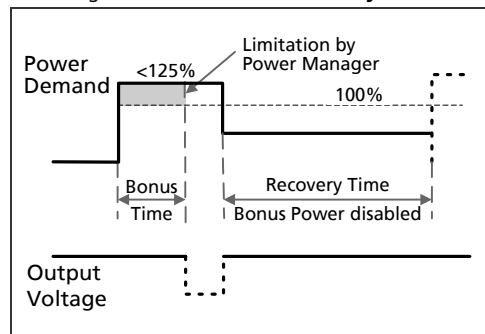 Power
Demand
<125%
Limitation by
Power Manager
100%
Bonus
Time
Recovery Time
Bonus Power disabled
Output
Voltage